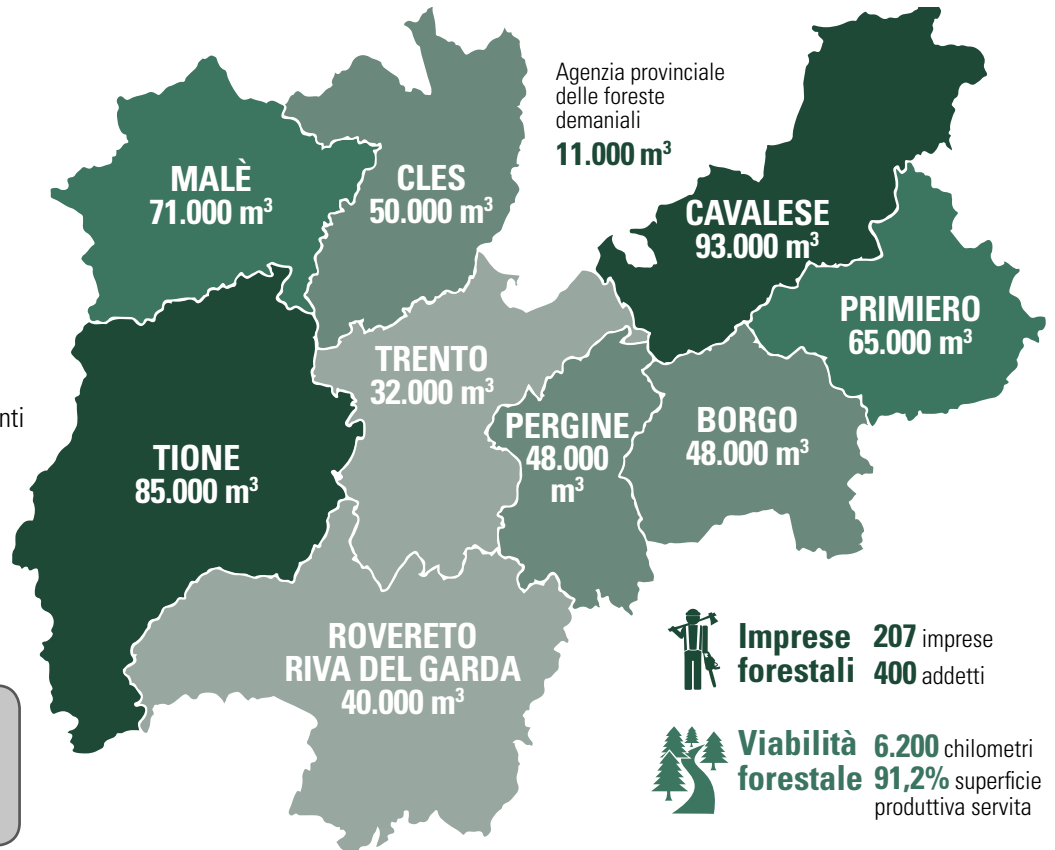 Agenzia provinciale
delle foreste
demaniali
11.000 m³
MALÈ
71.000 m³
CLES
50.000 m³
CAVALESE
93.000 m³
PRIMIERO
65.000 m³
TRENTO
32.000 m³
nti
PERGINE
48.000
m³
BORGO
48.000 m³
TIONE
85.000 m³
ROVERETO
RIVA DEL GARDA
40.000 m³
Imprese
forestali
207 imprese
400 addetti
Viabilità
forestale
6.200 chilometri
91,2% superficie
produttiva servita